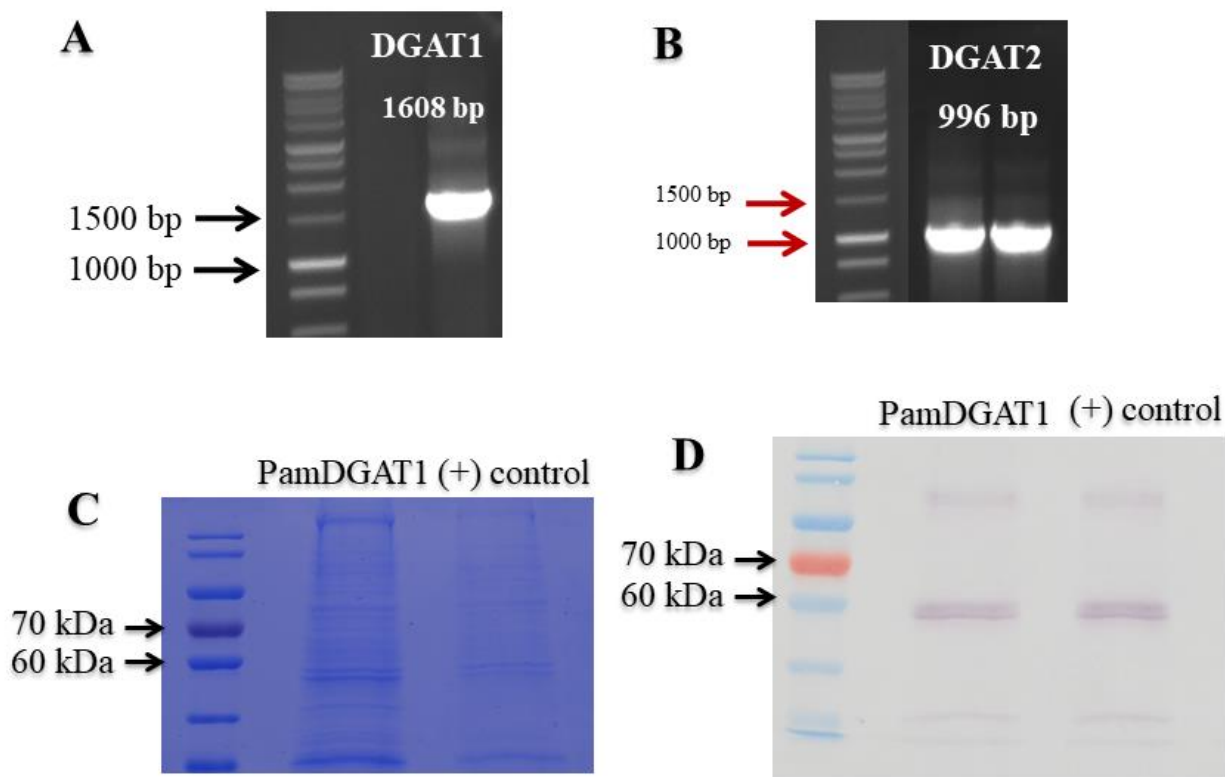 A
DGAT1
1608 bp
1500 bp
1000 bp
B
DGAT2
996 bp
1500 bp
1000 bp
C
PamDGAT1 (+) control
70 kDa
60 kDa
D
PamDGAT1 (+) control
70 kDa
60 kDa